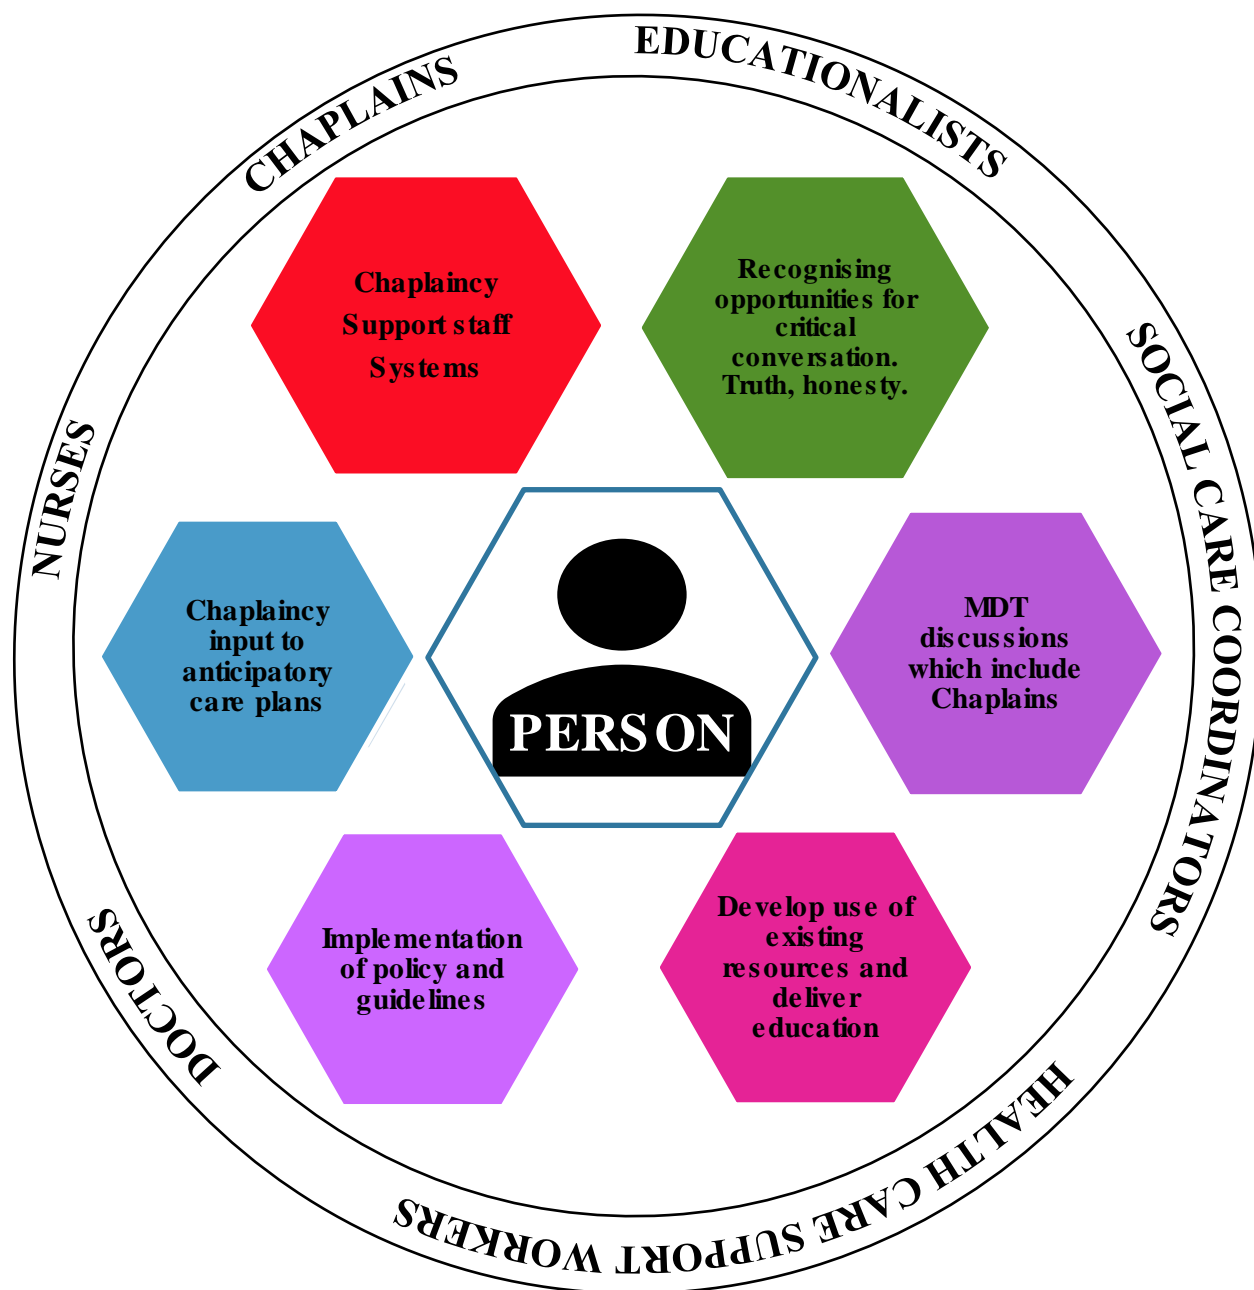 CHAPLAINS
EDUCATIONALISTS
SOCIAL CARE COORDINATORS
HEALTH CARE SUPPORT WORKERS
DOCTORS
NURSES
Chaplaincy
Support staff
Systems
Recognising
opportunities for
critical
conversation.
Truth, honesty.
Chaplaincy
input to
anticipatory
care plans
PERSON
MDT
discussions
which include
Chaplains
Implementation
of policy and
guidelines
Develop use of
existing
resources and
deliver
education